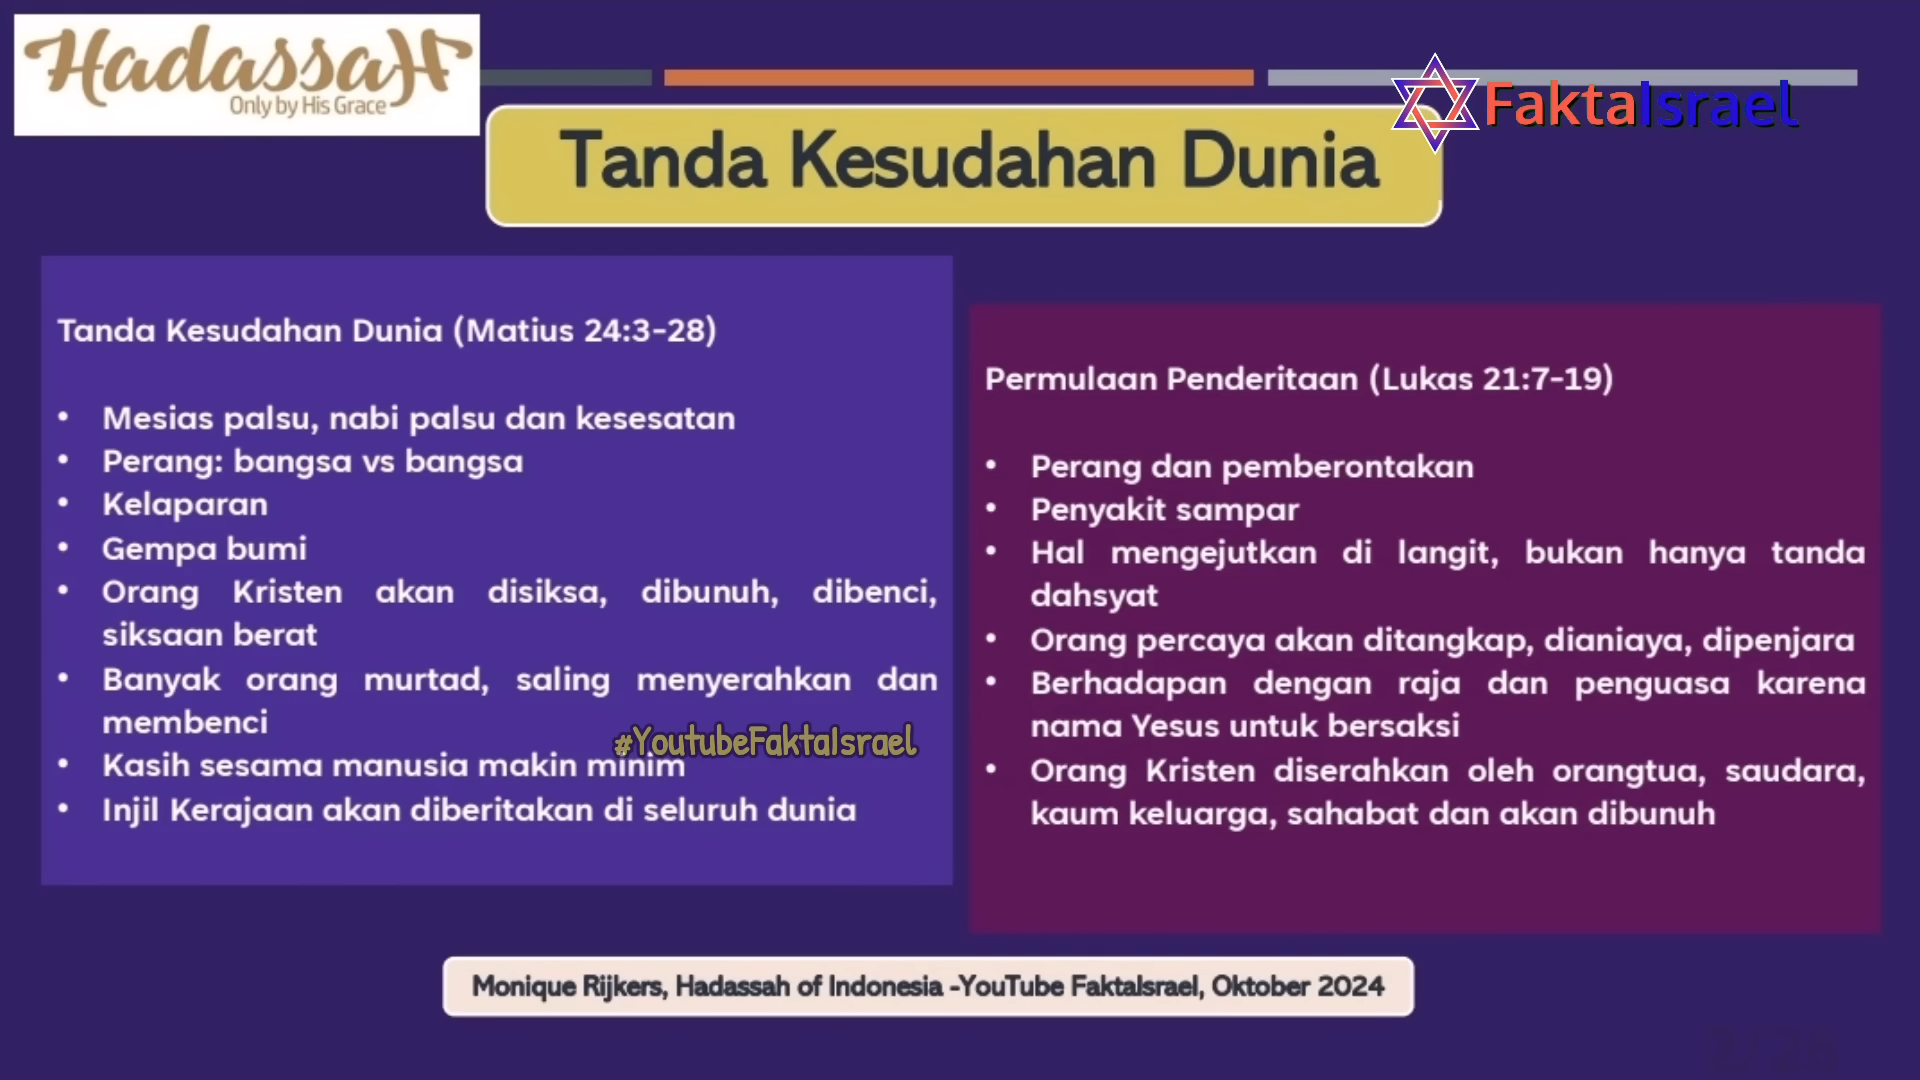 Hadassah
Only by His Grace
FaktaIsrael
Tanda Kesudahan Dunia
Tanda Kesudahan Dunia (Matius 24:3-28)
• Mesias palsu, nabi palsu dan kesesatan
• Perang: bangsa vs bangsa
• Kelaparan
• Gempa bumi
• Orang Kristen akan disiksa, dibunuh, dibenci,
siksaan berat
• Banyak orang murtad, saling menyerahkan dan
membenci
#YoutubeFaktaIsrael
• Kasih sesama manusia makin minim
• Injil Kerajaan akan diberitakan di seluruh dunia
Permulaan Penderitaan (Lukas 21:7-19)
• Perang dan pemberontakan
• Penyakit sampar
• Hal mengejutkan di langit, bukan hanya tanda
dahsyat
• Orang percaya akan ditangkap, dianiaya, dipenjara
• Berhadapan dengan raja dan penguasa karena
nama Yesus untuk bersaksi
• Orang Kristen diserahkan oleh orangtua, saudara,
kaum keluarga, sahabat dan akan dibunuh
Monique Rijkers, Hadassah of Indonesia -YouTube FaktaIsrael, Oktober 2024